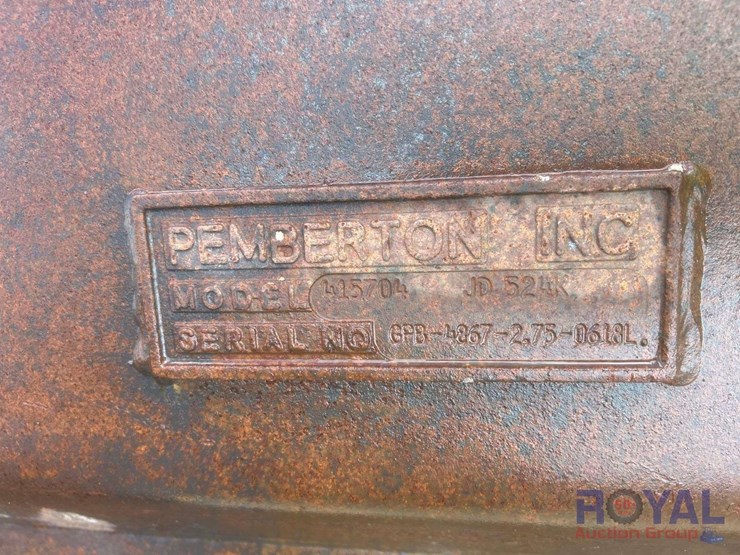 PEMBERTON INC
MODEL 415704 JD 524K
SERIAL NO GPB-4867-2,75-0618L.
ROYAL
Auction Group